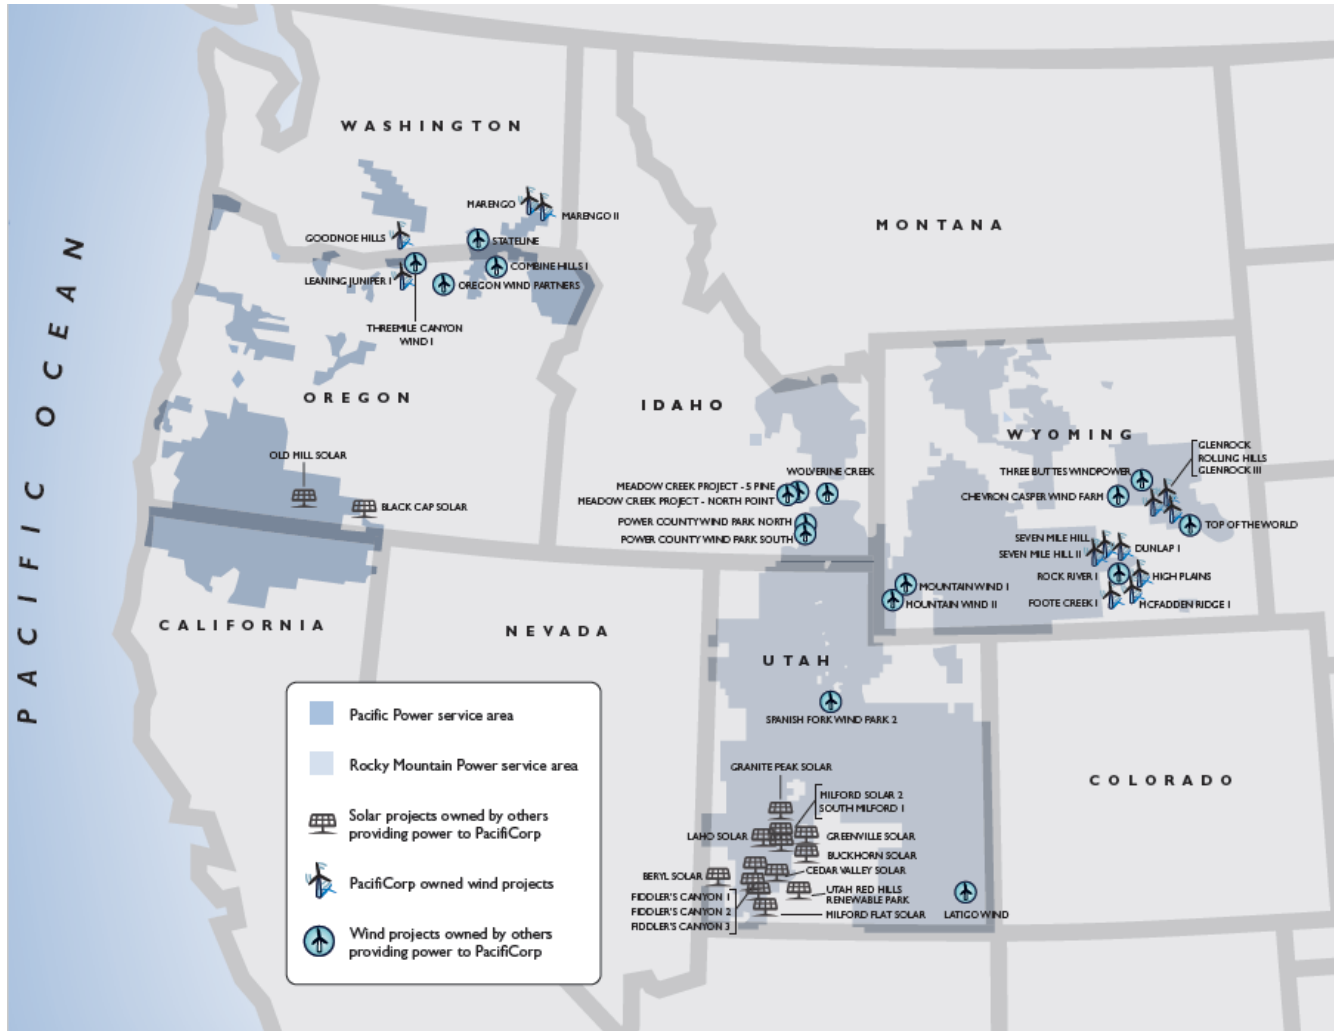 WASHINGTON
MARENGO
MARENGO II
GOODNOE HILLS
STATELINE
COMBINE HILLS I
LEANING JUNIPER I
OREGON WIND PARTNERS
THREEMILE CANYON
WIND I
MONTANA
PACIFIC OCEAN
OREGON
IDAHO
WYOMING
OLD MILL SOLAR
BLACK CAP SOLAR
WOLVERINE CREEK
MEADOW CREEK PROJECT - 5 PINE
MEADOW CREEK PROJECT - NORTH POINT
POWER COUNTY WIND PARK NORTH
POWER COUNTY WIND PARK SOUTH
GLENROCK
ROLLING HILLS
GLENROCK III
THREE BUTTES WINDPOWER
CHEVRON CASPER WIND FARM
TOP OF THE WORLD
SEVEN MILE HILL
SEVEN MILE HILL II
DUNLAP I
ROCK RIVER I
HIGH PLAINS
FOOTE CREEK I
MCFADDEN RIDGE I
MOUNTAIN WIND I
MOUNTAIN WIND II
CALIFORNIA
NEVADA
UTAH
COLORADO
SPANISH FORK WIND PARK 2
GRANITE PEAK SOLAR
MILFORD SOLAR 2
SOUTH MILFORD 1
LAHO SOLAR
GREENVILLE SOLAR
BUCKHORN SOLAR
CEDAR VALLEY SOLAR
BERYL SOLAR
UTAH RED HILLS
RENEWABLE PARK
FIDDLER'S CANYON 1
FIDDLER'S CANYON 2
FIDDLER'S CANYON 3
MILFORD FLAT SOLAR
LATIGO WIND
Pacific Power service area
Rocky Mountain Power service area
Solar projects owned by others
providing power to PacifiCorp
PacifiCorp owned wind projects
Wind projects owned by others
providing power to PacifiCorp